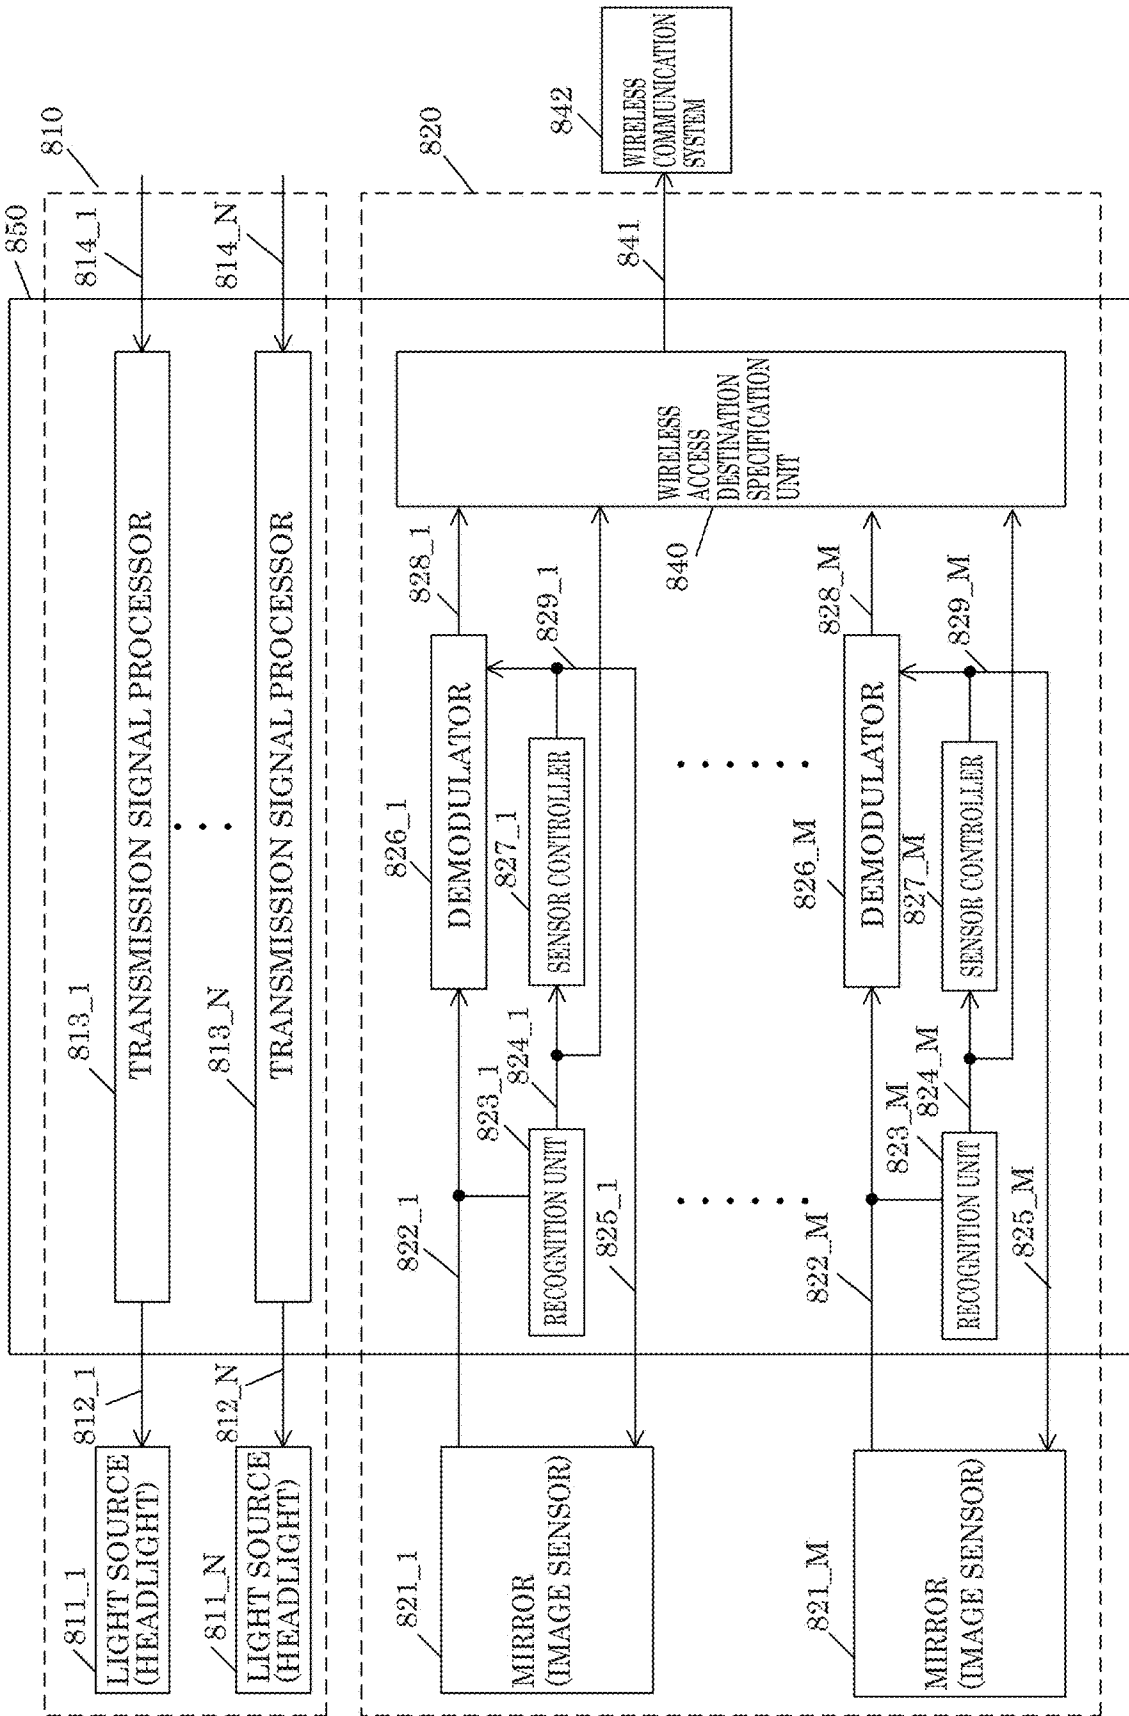 850
810
811_1
LIGHT SOURCE
(HEADLIGHT)
812_1
813_1
TRANSMISSION SIGNAL PROCESSOR
814_1
811_N
LIGHT SOURCE
(HEADLIGHT)
812_N
813_N
TRANSMISSION SIGNAL PROCESSOR
814_N
820
821_1
MIRROR
(IMAGE SENSOR)
822_1
823_1
RECOGNITION UNIT
824_1
825_1
826_1
DEMODULATOR
827_1
SENSOR CONTROLLER
828_1
829_1
821_M
MIRROR
(IMAGE SENSOR)
822_M
823_M
RECOGNITION UNIT
824_M
825_M
826_M
DEMODULATOR
827_M
SENSOR CONTROLLER
828_M
829_M
840
WIRELESS
ACCESS
DESTINATION
SPECIFICATION
UNIT
841
842
WIRELESS
COMMUNICATION
SYSTEM